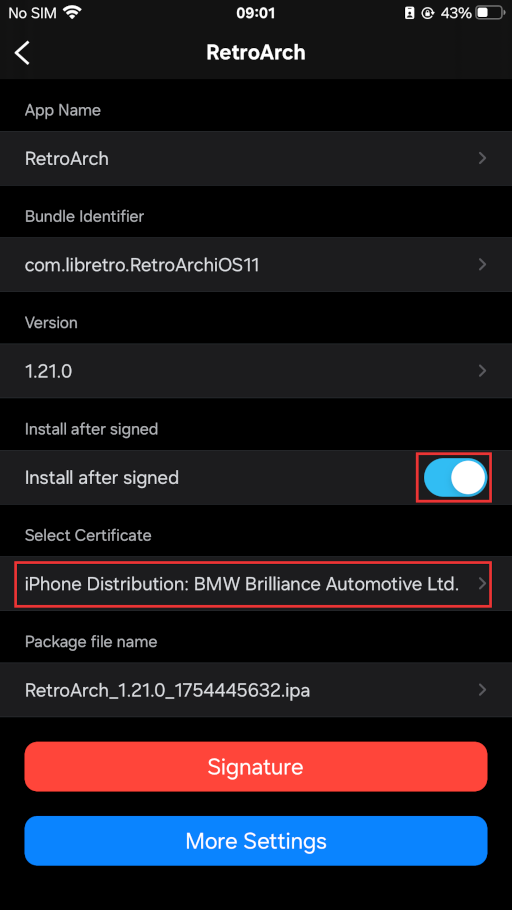 No SIM 09:01 43%
RetroArch
App Name
RetroArch
Bundle Identifier
com.libretro.RetroArchiOS11
Version
1.21.0
Install after signed
Install after signed
Select Certificate
iPhone Distribution: BMW Brilliance Automotive Ltd.
Package file name
RetroArch_1.21.0_1754445632.ipa
Signature
More Settings